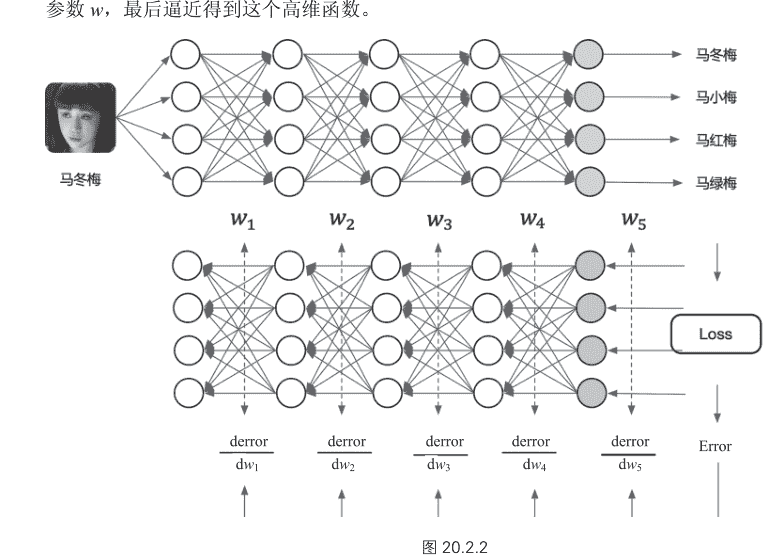 参数 w，最后逼近得到这个高维函数。
马冬梅
马小梅
马红梅
马绿梅
马冬梅
w1 w2 w3 w4 w5
Loss
derror derror derror derror derror
dw1 dw2 dw3 dw4 dw5
Error
图 20.2.2